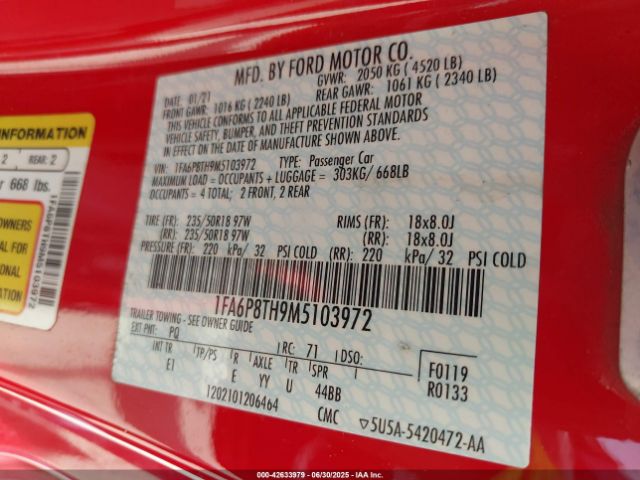 MFD. BY FORD MOTOR CO.
DATE: 01/21 GVWR: 2050 KG ( 4520 LB)
FRONT GAWR: 1016 KG ( 2240 LB) REAR GAWR: 1061 KG ( 2340 LB)
THIS VEHICLE CONFORMS TO ALL APPLICABLE FEDERAL MOTOR
VEHICLE SAFETY, BUMPER, AND THEFT PREVENTION STANDARDS
IN EFFECT ON THE DATE OF MANUFACTURE SHOWN ABOVE.
VIN: 1FA6P8TH9M5103972 TYPE: Passenger Car
MAXIMUM LOAD = OCCUPANTS + LUGGAGE = 303KG/ 668LB
OCCUPANTS = 4 TOTAL; 2 FRONT, 2 REAR
TIRE (FR): 235/50R18 97W RIMS (FR): 18x8.0J
(RR): 235/50R18 97W (RR): 18x8.0J
PRESSURE (FR): 220 kPa/ 32 PSI COLD (RR): 220 kPa/ 32 PSI COLD
1FA6P8TH9M5103972
TRAILER TOWING - SEE OWNER GUIDE
EXT PNT: PQ RC: 71 DSO:
INT TR TP/PS R AXLE TR SPR
EI E YY U 44BB
F0119
R0133
1202101206464 CMC 5U5A-5420472-AA
INFORMATION
2 REAR: 2
668 lbs.
1FA6P8TH9M5103972
OWNERS
AL FOR
ONAL
ATION
000-42633979 06/30/2025 IAAI.COM